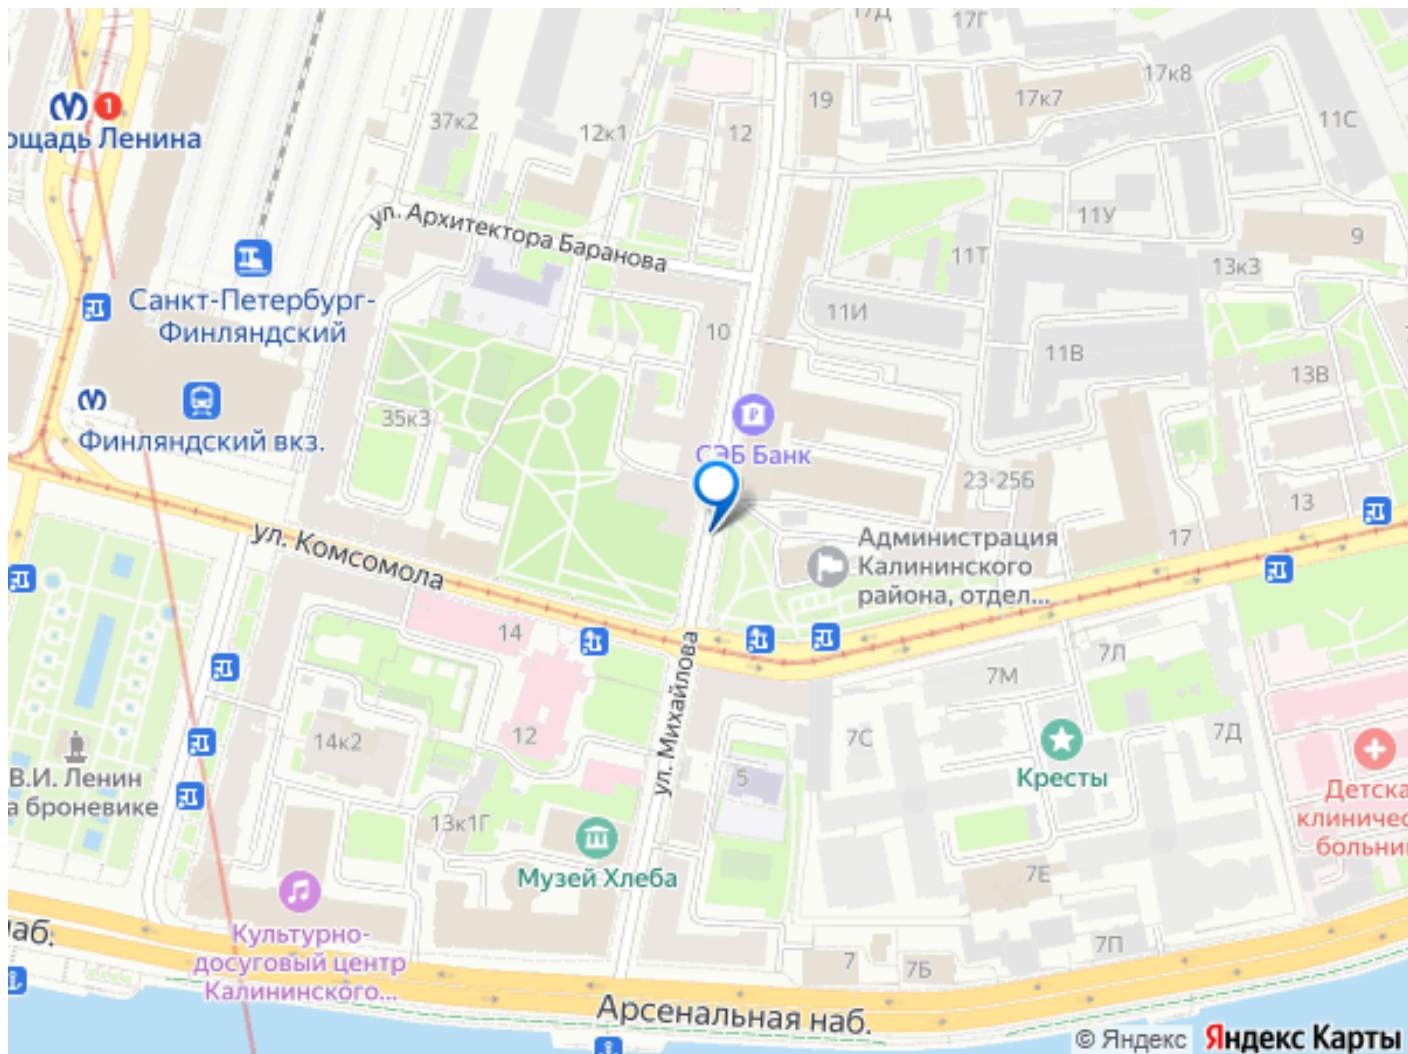 17Д
17Г
17к8
1
ощадь Ленина
37к2
12к1
12
19
17к7
11С
ул. Архитектора Баранова
11У
11Т
9
13к3
Санкт-Петербург-
Финляндский
10
11И
11В
13В
35к3
Финляндский вкз.
СЭБ Банк
23-25Б
13
17
ул. Комсомола
Администрация
Калининского
района, отдел...
14
ул. Михайлова
7Л
7М
12
14к2
7С
7Д
5
Кресты
В.И. Ленин
а броневике
Детска
клиничес
больни
13к1Г
Музей Хлеба
7Е
наб.
Культурно-
досуговый центр
Калининского...
7
7Б
7П
Арсенальная наб.
© Яндекс Яндекс Карты